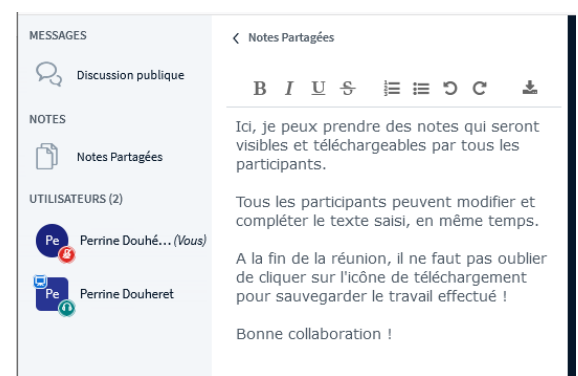 MESSAGES
Discussion publique
NOTES
Notes Partagées
UTILISATEURS (2)
Pe
Perrine Douhé... (Vous)
Pe
Perrine Douheret
Notes Partagées
B I U S
Ici, je peux prendre des notes qui seront
visibles et téléchargeables par tous les
participants.
Tous les participants peuvent modifier et
compléter le texte saisi, en même temps.
A la fin de la réunion, il ne faut pas oublier
de cliquer sur l'icône de téléchargement
pour sauvegarder le travail effectué !
Bonne collaboration !